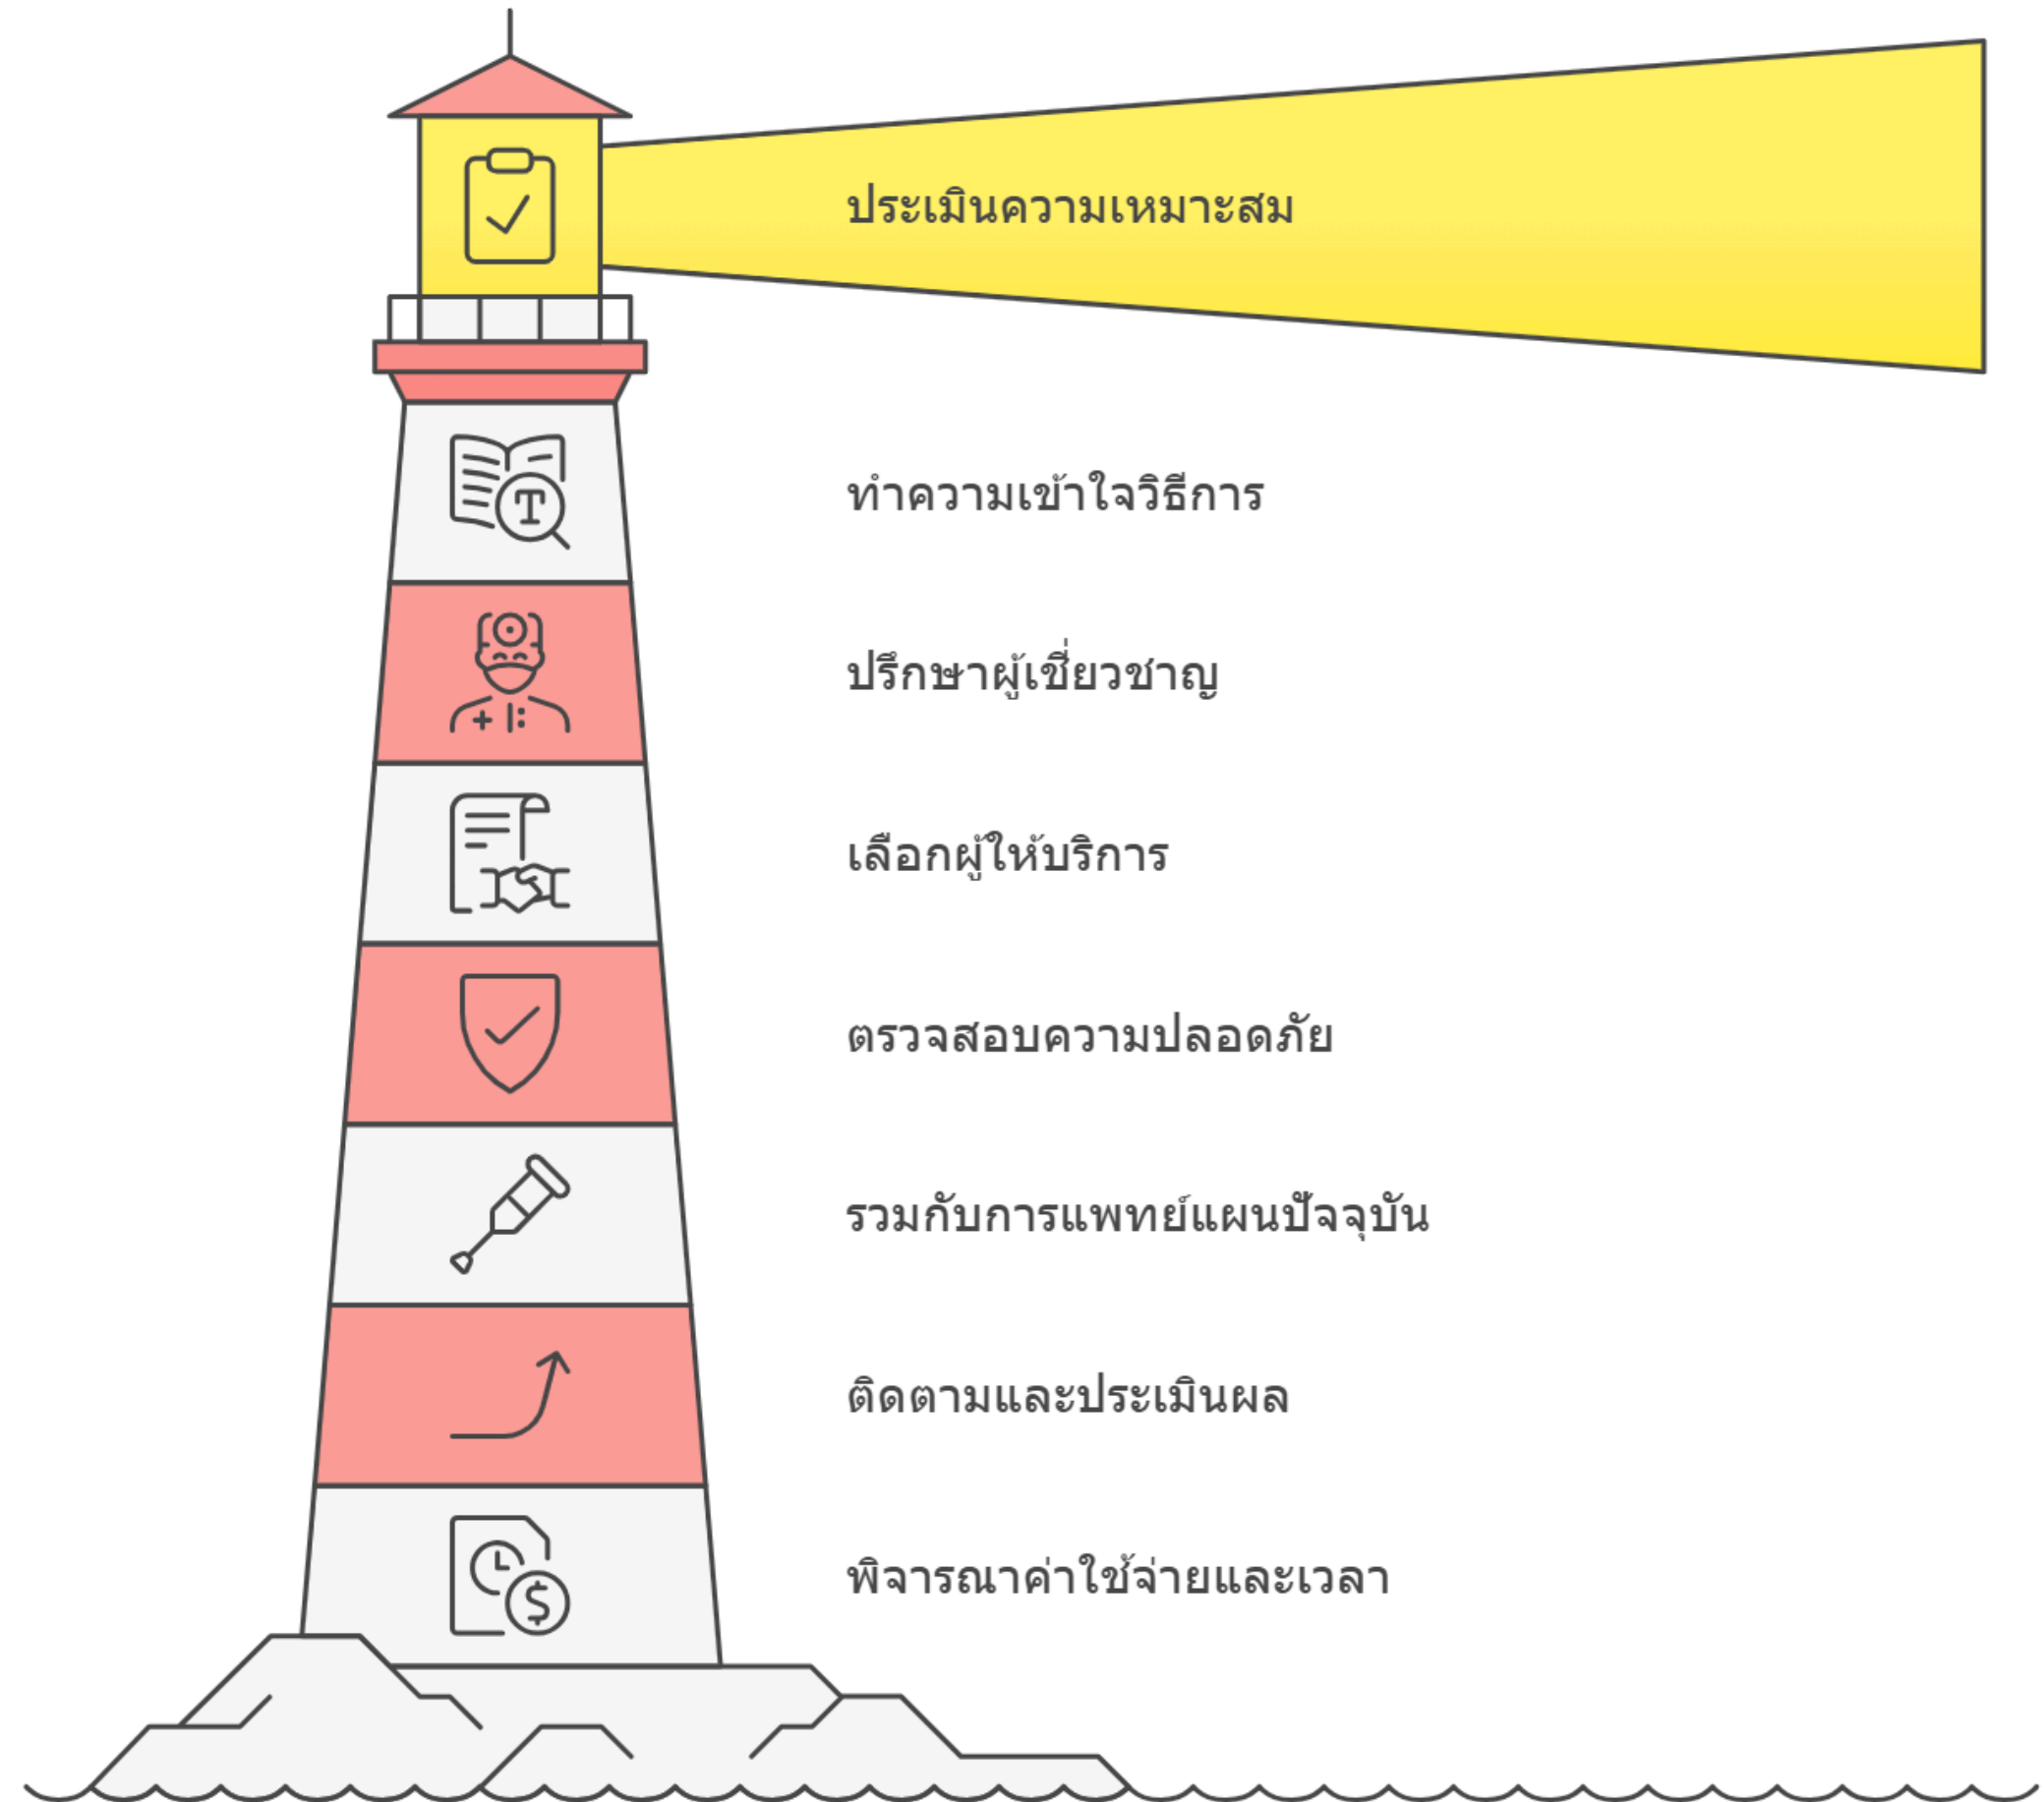 ประเมินความเหมาะสม
ทำความเข้าใจวิธีการ
ปรึกษาผู้เชี่ยวชาญ
เลือกผู้ให้บริการ
ตรวจสอบความปลอดภัย
รวมกับการแพทย์แผนปัจจุบัน
ติดตามและประเมินผล
พิจารณาค่าใช้จ่ายและเวลา